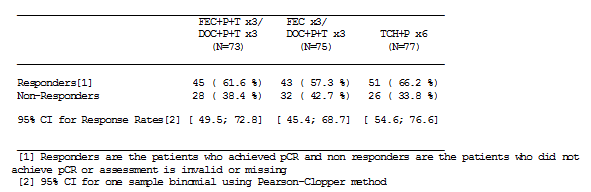 FEC+P+T x3/ FEC x3/
DOC+P+T x3 DOC+P+T x3 TCH+P x6
(N=73) (N=75) (N=77)
Responders[1] 45 ( 61.6 %) 43 ( 57.3 %) 51 ( 66.2 %)
Non-Responders 28 ( 38.4 %) 32 ( 42.7 %) 26 ( 33.8 %)
95% CI for Response Rates[2] [ 49.5; 72.8] [ 45.4; 68.7] [ 54.6; 76.6]
[1] Responders are the patients who achieved pCR and non responders are the patients who did not
achieve pCR or assessment is invalid or missing
[2] 95% CI for one sample binomial using Pearson-Clopper method